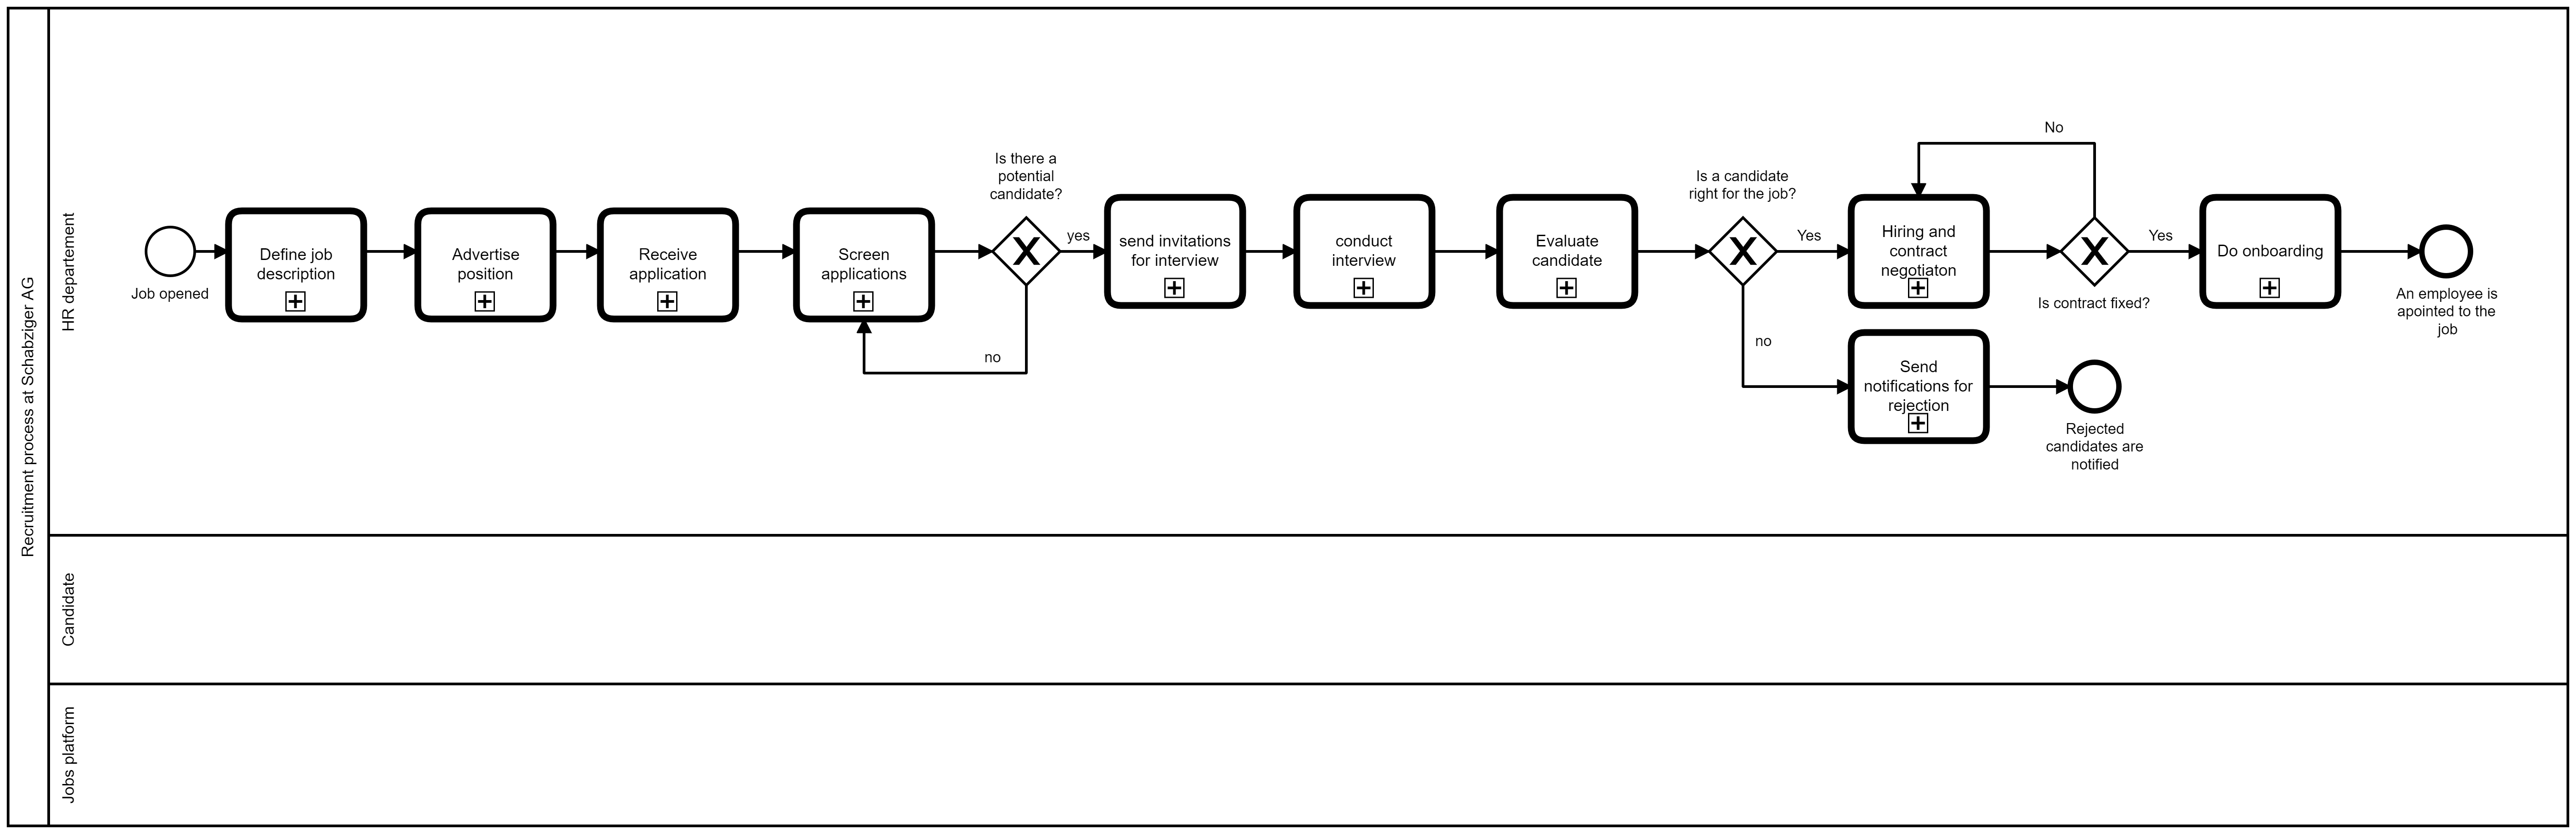 Recruitment process at Schabziger AG
HR departement
Job opened
Define job
description
Advertise
position
Receive
application
Screen
applications
Is there a
potential
candidate?
yes
no
send invitations
for interview
conduct
interview
Evaluate
candidate
Is a candidate
right for the job?
Yes
no
Hiring and
contract
negotiaton
No
Is contract fixed?
Yes
Do onboarding
An employee is
apointed to the
job
Send
notifications for
rejection
Rejected
candidates are
notified
Candidate
Jobs platform